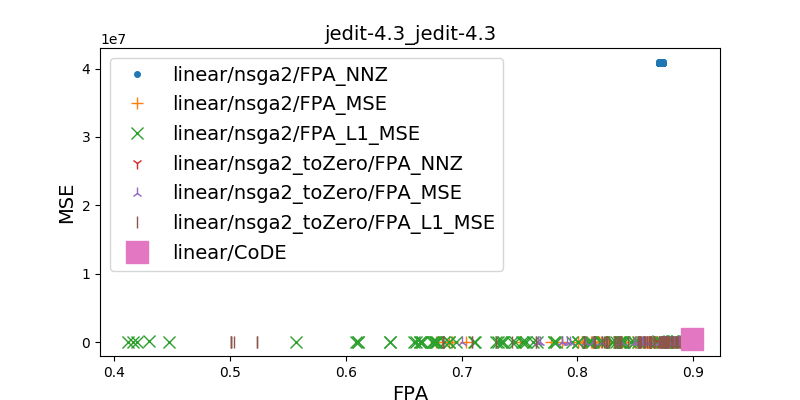 jedit-4.3_jedit-4.3
1e7
4
3
2
1
0
MSE
linear/nsga2/FPA_NNZ
linear/nsga2/FPA_MSE
linear/nsga2/FPA_L1_MSE
linear/nsga2_toZero/FPA_NNZ
linear/nsga2_toZero/FPA_MSE
linear/nsga2_toZero/FPA_L1_MSE
linear/CoDE
0.4 0.5 0.6 0.7 0.8 0.9
FPA